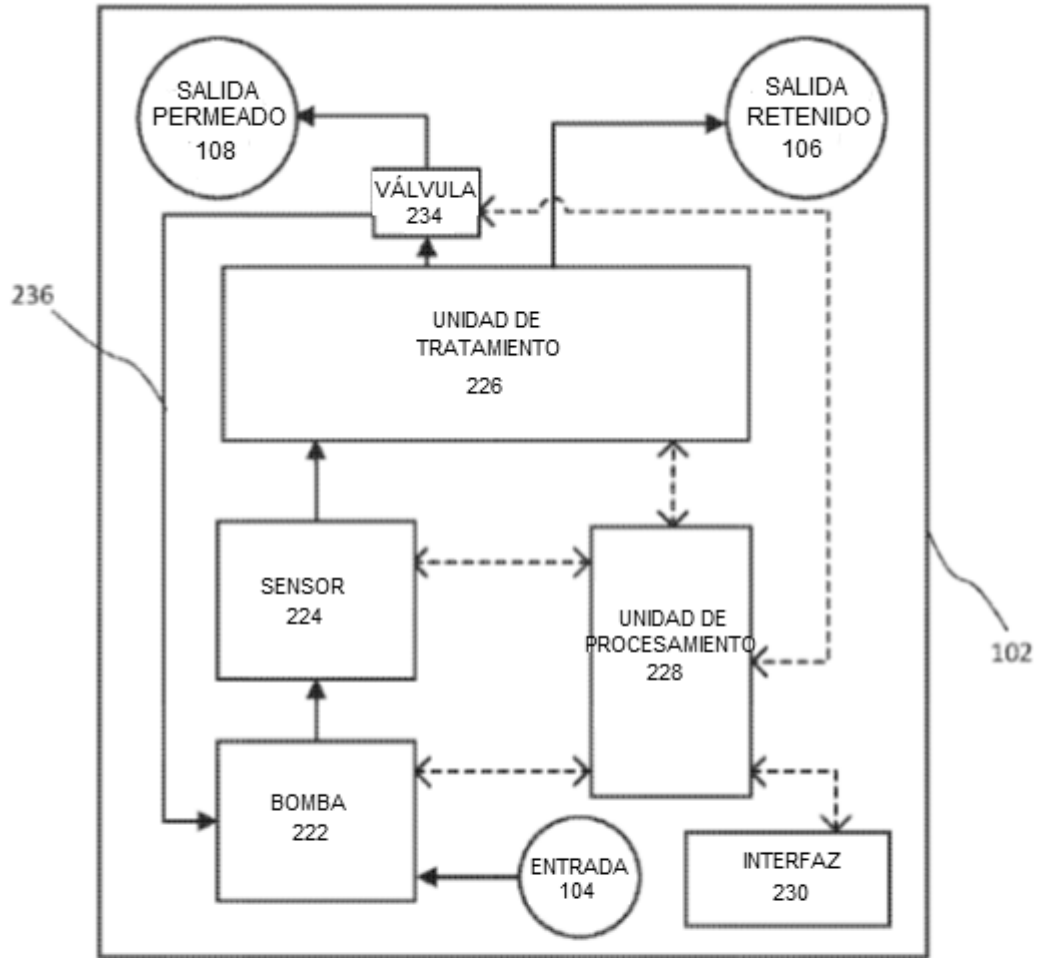 SALIDA
PERMEADO
108
SALIDA
RETENIDO
106
VÁLVULA
234
236
UNIDAD DE
TRATAMIENTO
226
SENSOR
224
UNIDAD DE
PROCESAMIENTO
228
102
BOMBA
222
ENTRADA
104
INTERFAZ
230